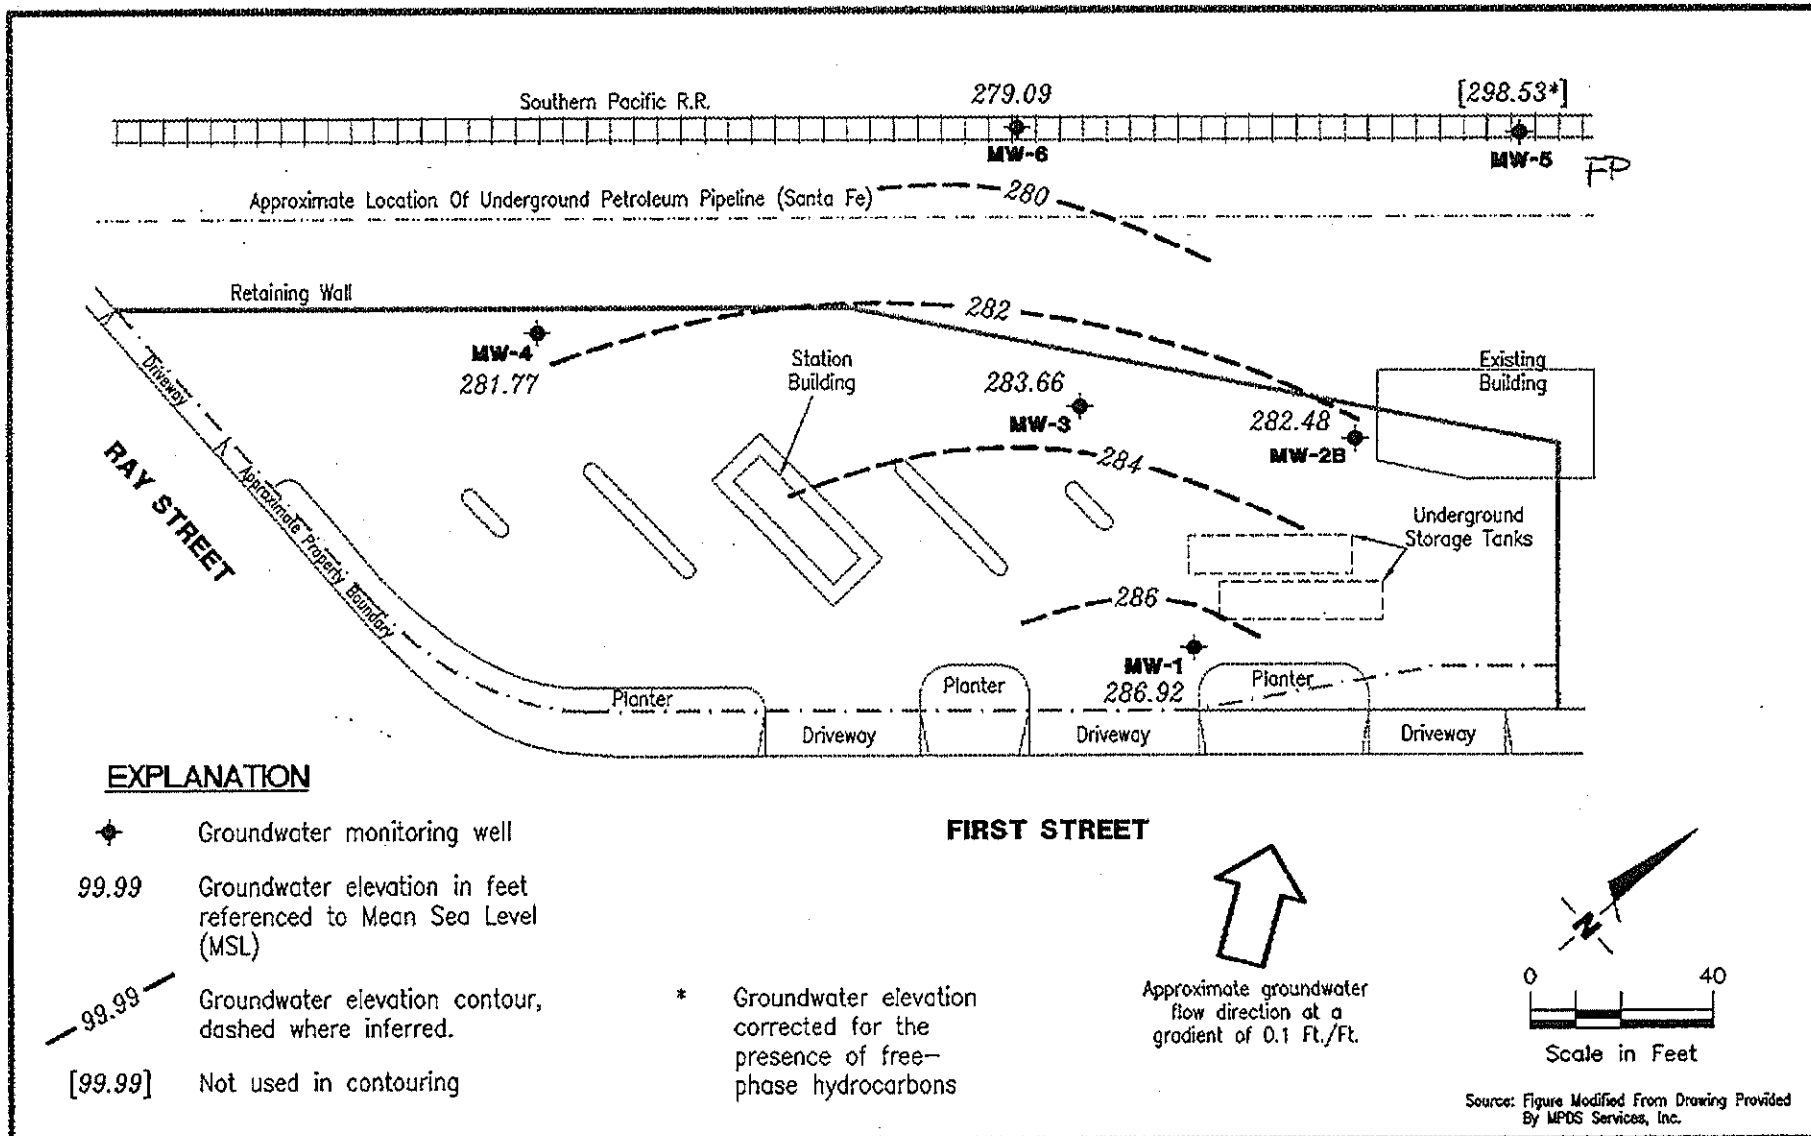 279.09
[298.53*]
Southern Pacific R.R.
MW-6
MW-5
FP
Approximate Location Of Underground Petroleum Pipeline (Santa Fe)
280
Retaining Wall
282
MW-4
281.77
Station
Building
283.66
MW-3
282.48
MW-2B
Existing
Building
Driveway
RAY STREET
Approximate Property Boundary
284
Underground
Storage Tanks
286
MW-1
286.92
Planter
Planter
Planter
Driveway
Driveway
Driveway
EXPLANATION
FIRST STREET
Groundwater monitoring well
99.99
Groundwater elevation in feet
referenced to Mean Sea Level
(MSL)
99.99
Groundwater elevation contour,
dashed where inferred.
[99.99]
Not used in contouring
*
Groundwater elevation
corrected for the
presence of free-
phase hydrocarbons
Approximate groundwater
flow direction at a
gradient of 0.1 Ft./Ft.
N
0
40
Scale in Feet
Source: Figure Modified From Drawing Provided
By MPDS Services, Inc.